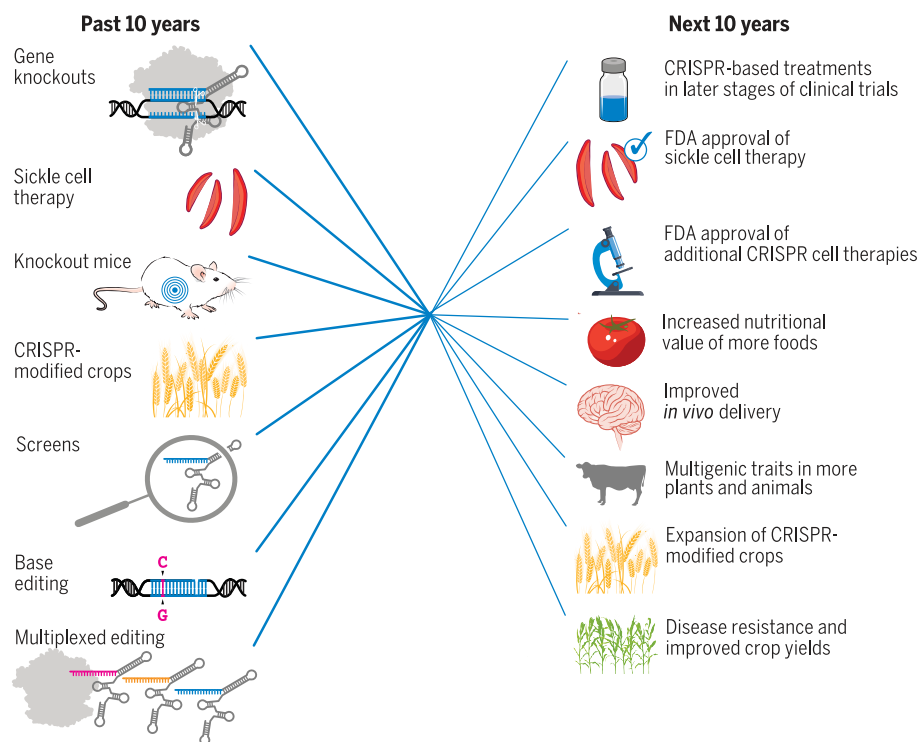 Past 10 years
Gene
knockouts
Sickle cell
therapy
Knockout mice
CRISPR-
modified crops
Screens
Base
editing
C
G
Multiplexed editing
Next 10 years
CRISPR-based treatments
in later stages of clinical trials
FDA approval of
sickle cell therapy
FDA approval of
additional CRISPR cell therapies
Increased nutritional
value of more foods
Improved
in vivo delivery
Multigenic traits in more
plants and animals
Expansion of CRISPR-
modified crops
Disease resistance and
improved crop yields